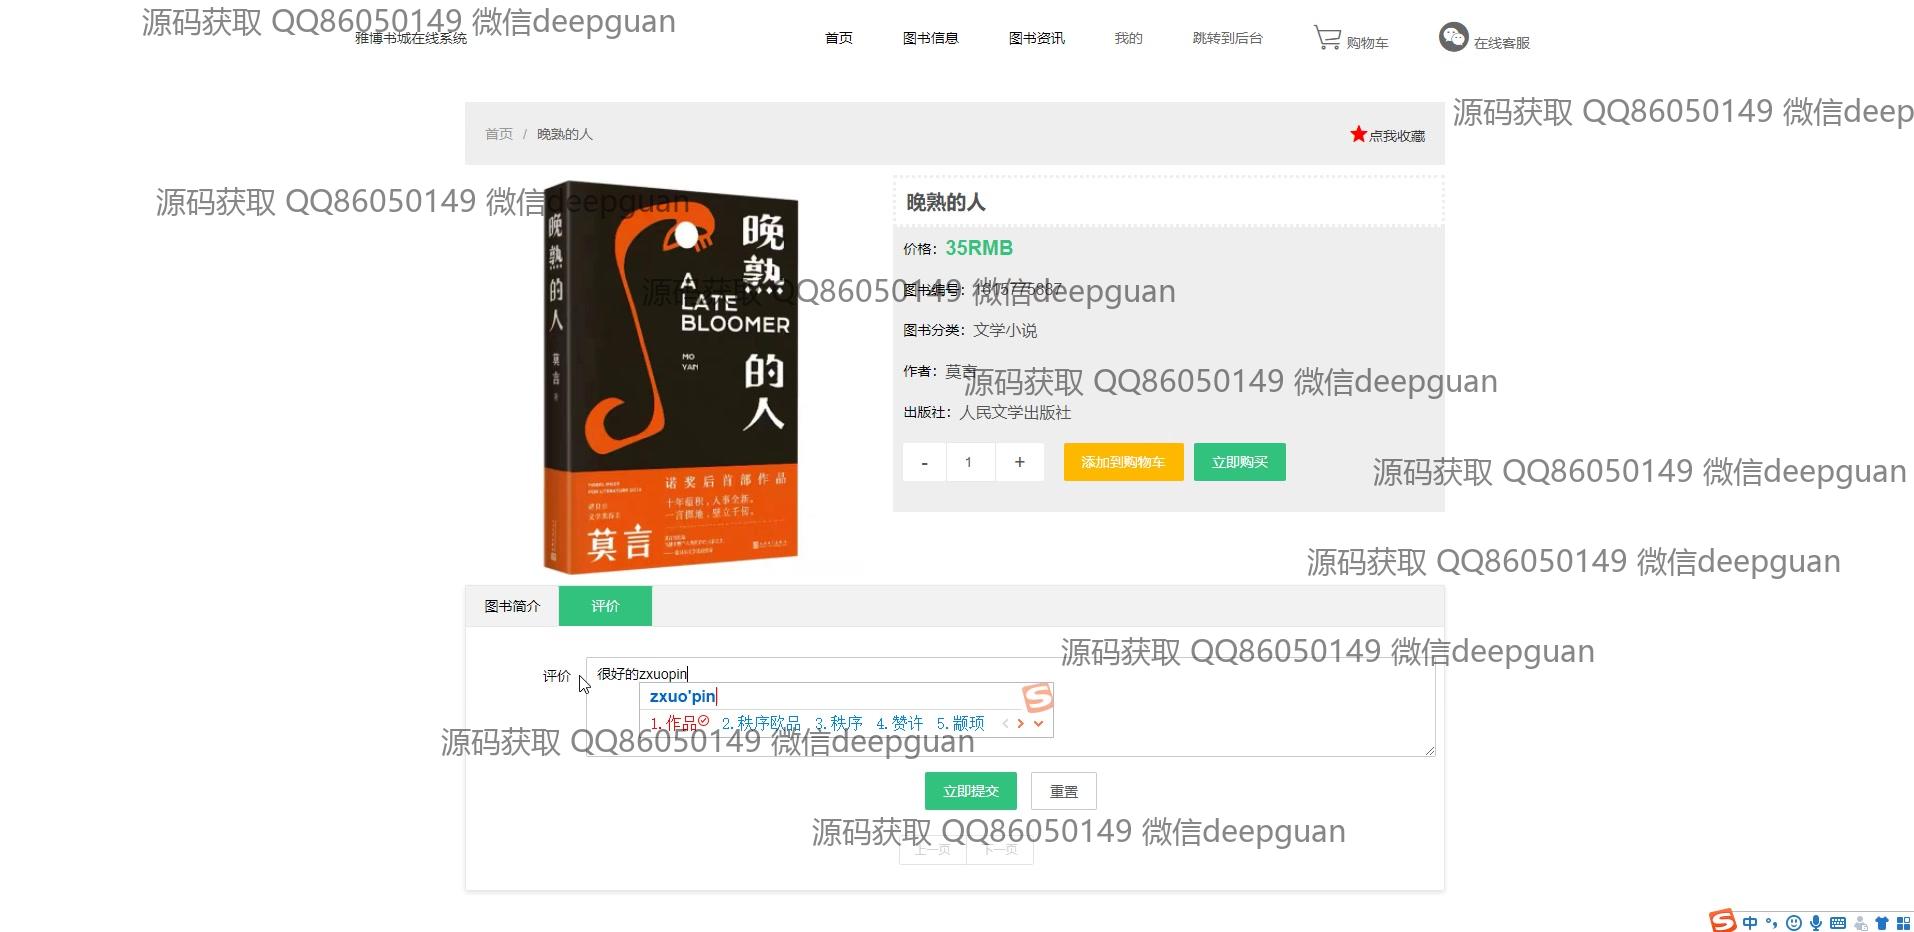 源码获取 QQ86050149 微信deepguan
雅博书城在线系统
首页
图书信息
图书资讯
我的
跳转到后台
购物车
在线客服
源码获取 QQ86050149 微信deep
首页 / 晚熟的人
点我收藏
源码获取 QQ86050149 微信deepguan
晚熟的人
莫言
著
晚熟的人
A
LATE
BLOOMER
MO
YAN
诺奖后首部作品
十年蕴积，人事全新。
一言掷地，壁立千仞。
莫言
晚熟的人
价格：35RMB
源码获取 QQ86050149 微信deepguan
图书编号：
图书分类：文学小说
作者：莫言
源码获取 QQ86050149 微信deepguan
出版社：人民文学出版社
- 1 +
添加到购物车
立即购买
源码获取 QQ86050149 微信deepguan
源码获取 QQ86050149 微信deepguan
图书简介
评价
源码获取 QQ86050149 微信deepguan
评价
很好的zxuopin
zxuo'pin
1.作品 2.秩序欧品 3.秩序 4.赞许 5.颛顼
源码获取 QQ86050149 微信deepguan
立即提交
重置
源码获取 QQ86050149 微信deepguan
上一页
下一页
中